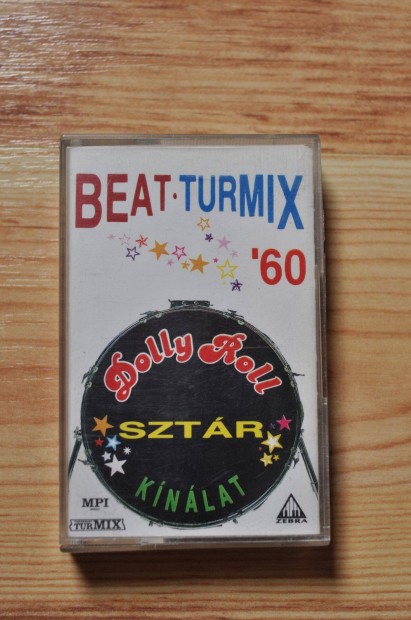 BEAT·TURMIX
'60
Dolly Roll
SZTÁR
KÍNÁLAT
MPI
TURMIX
ZEBRA